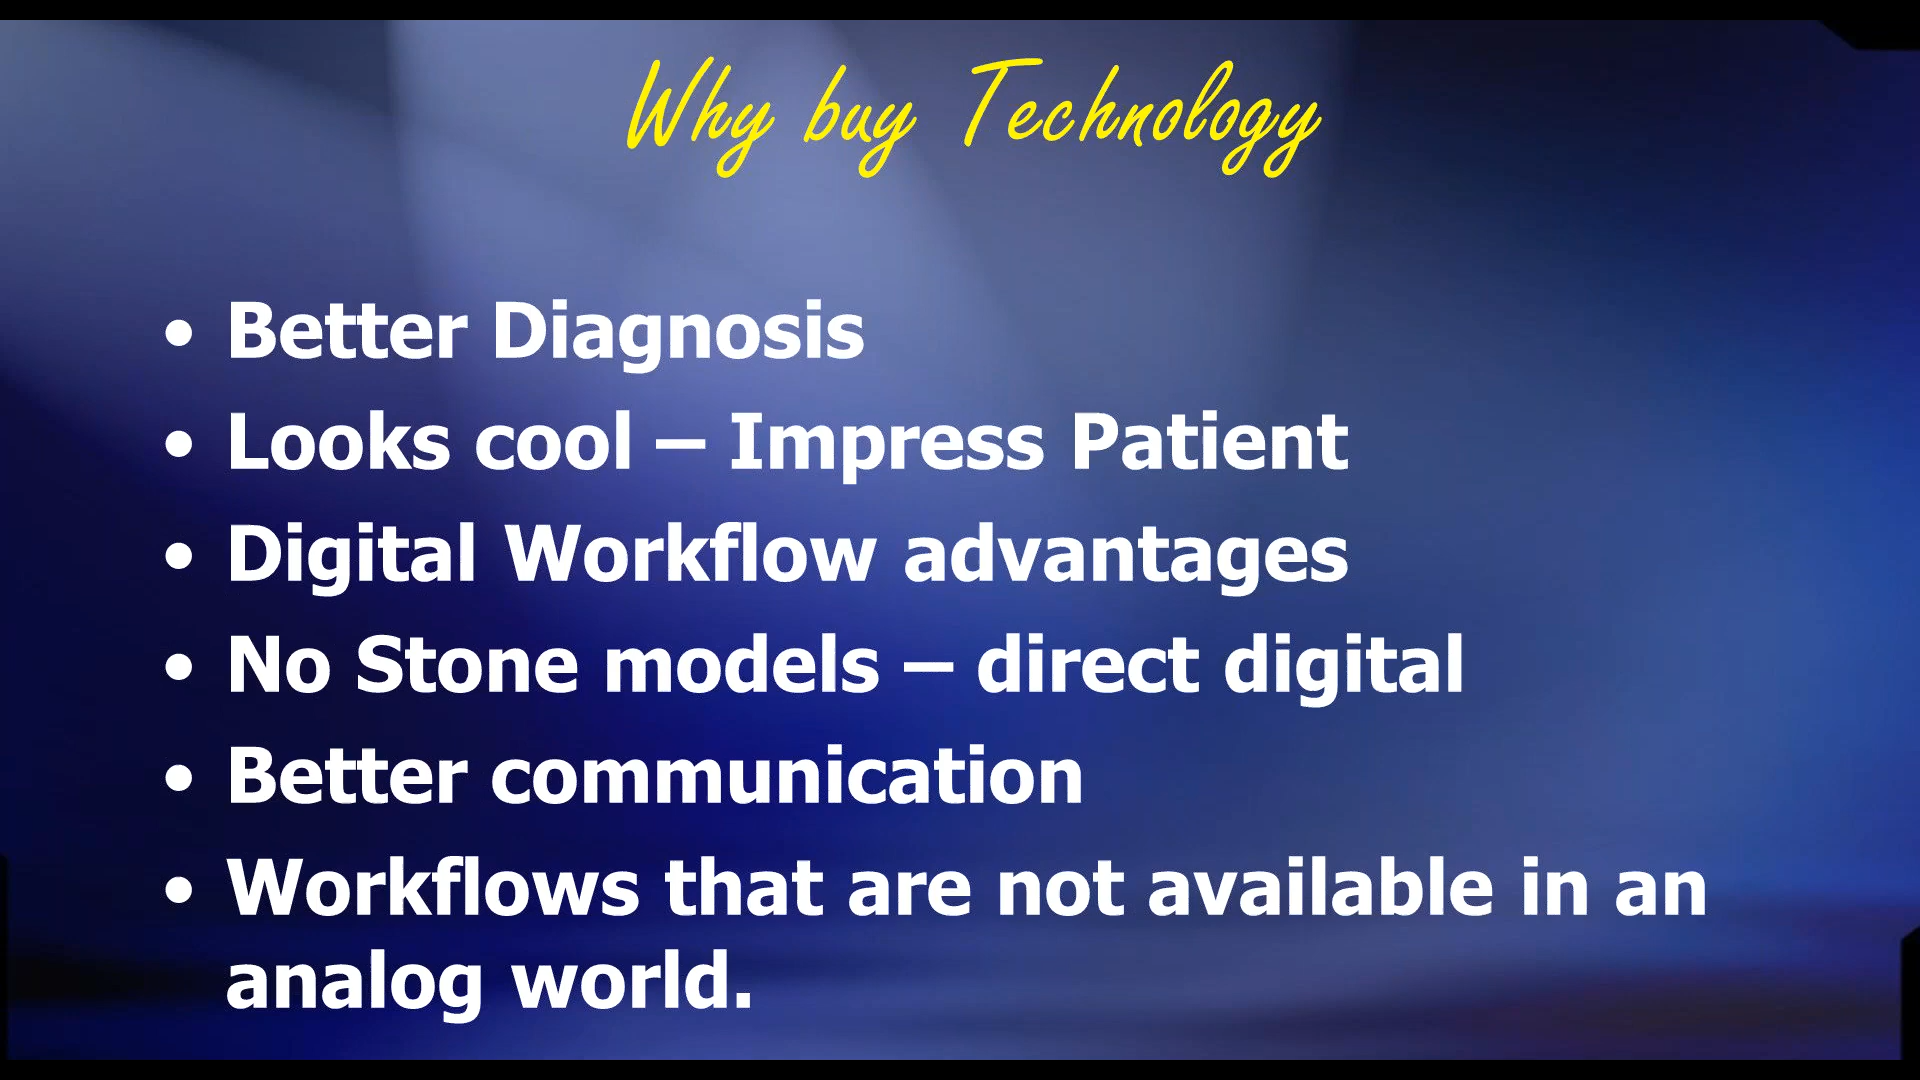 Why buy Technology
• Better Diagnosis
• Looks cool – Impress Patient
• Digital Workflow advantages
• No Stone models – direct digital
• Better communication
• Workflows that are not available in an
analog world.